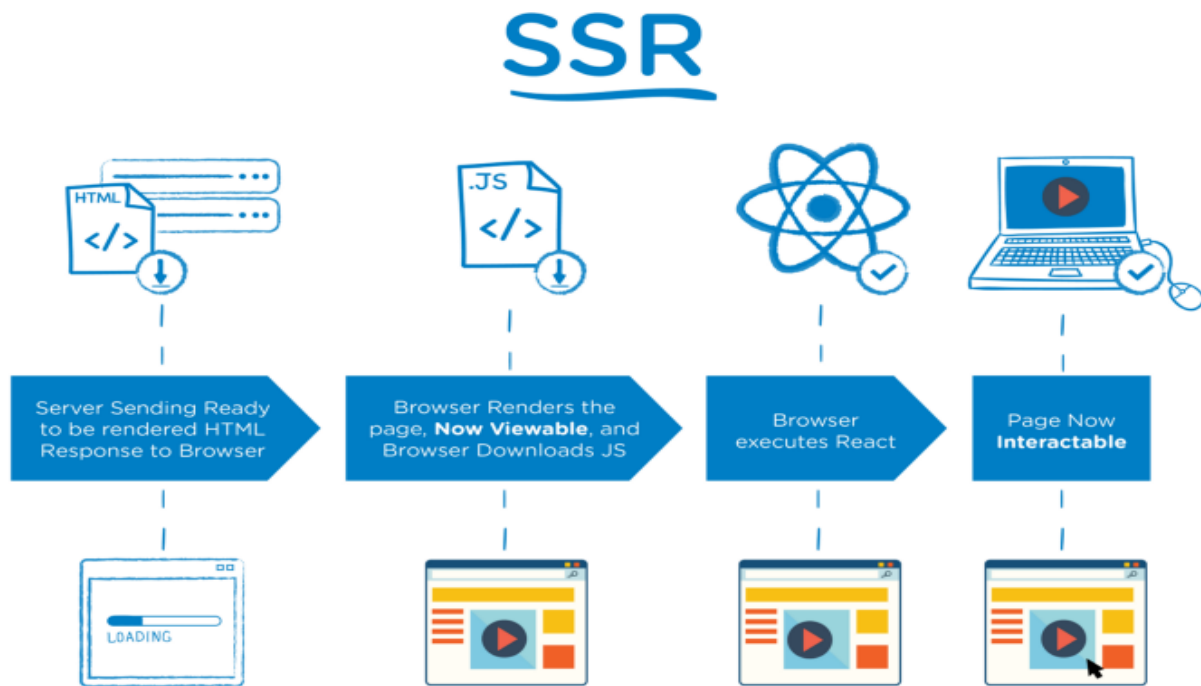 SSR
HTML
</>
.JS
</>
Server Sending Ready
to be rendered HTML
Response to Browser
Browser Renders the
page, Now Viewable, and
Browser Downloads JS
Browser
executes React
Page Now
Interactable
LOADING